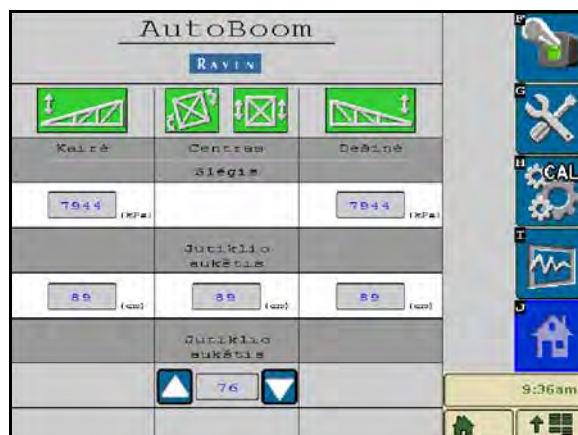 AutoBoom
RAVEN
Kairė Centras Dešinė
Slėgis
7944 (kPa) 7944 (kPa)
Jutiklio
aukštis
89 (cm) 89 (cm) 89 (cm)
Jutiklio
aukštis
76
F
G
H
CAL
I
J
9:36am